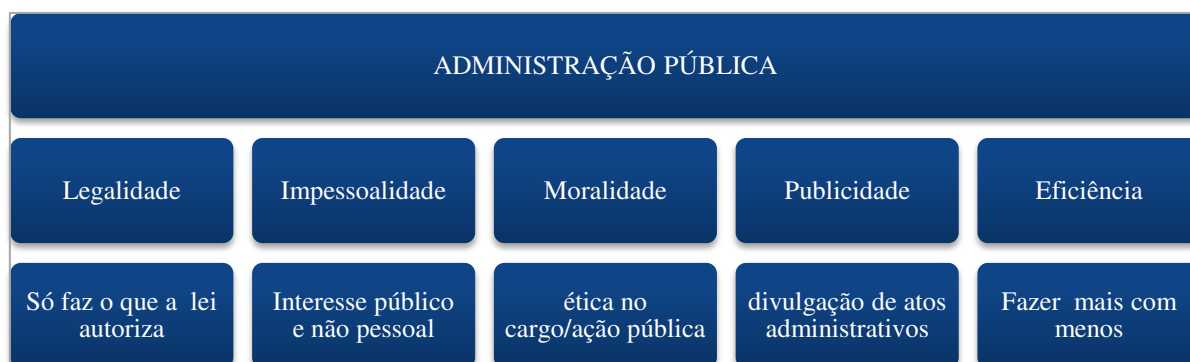 ADMINISTRAÇÃO PÚBLICA
Legalidade
Impessoalidade
Moralidade
Publicidade
Eficiência
Só faz o que a lei
autoriza
Interesse público
e não pessoal
ética no
cargo/ação pública
divulgação de atos
administrativos
Fazer mais com
menos